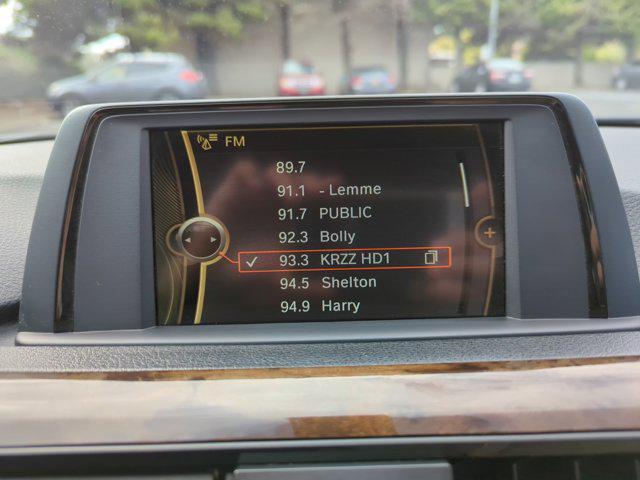 FM
89.7
91.1 - Lemme
91.7 PUBLIC
92.3 Bolly
93.3 KRZZ HD1
94.5 Shelton
94.9 Harry